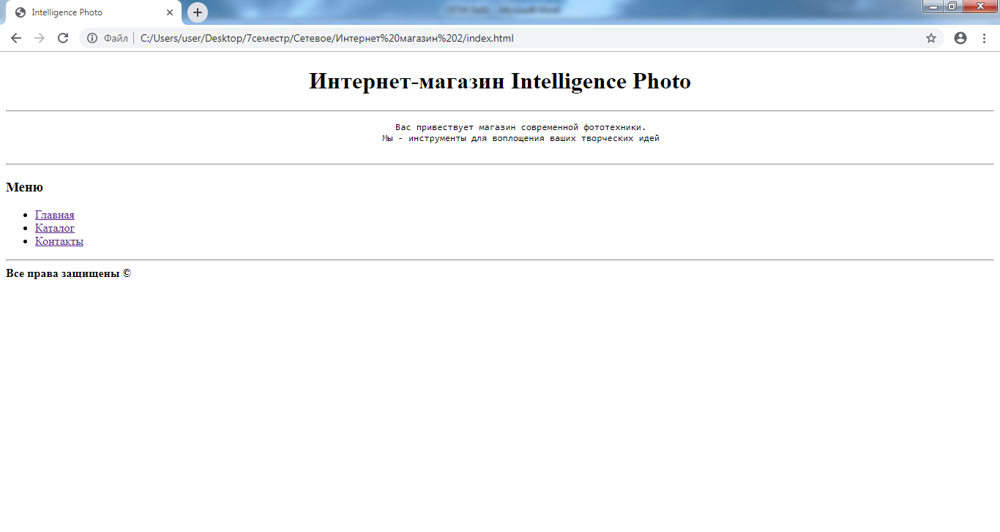 Intelligence Photo
Файл
C:/Users/user/Desktop/7семестр/Сетевое/Интернет%20магазин%202/index.html
Интернет-магазин Intelligence Photo
Вас привествует магазин современной фототехники.
Мы - инструменты для воплощения ваших творческих идей
Меню
Главная
Каталог
Контакты
Все права защищены ©